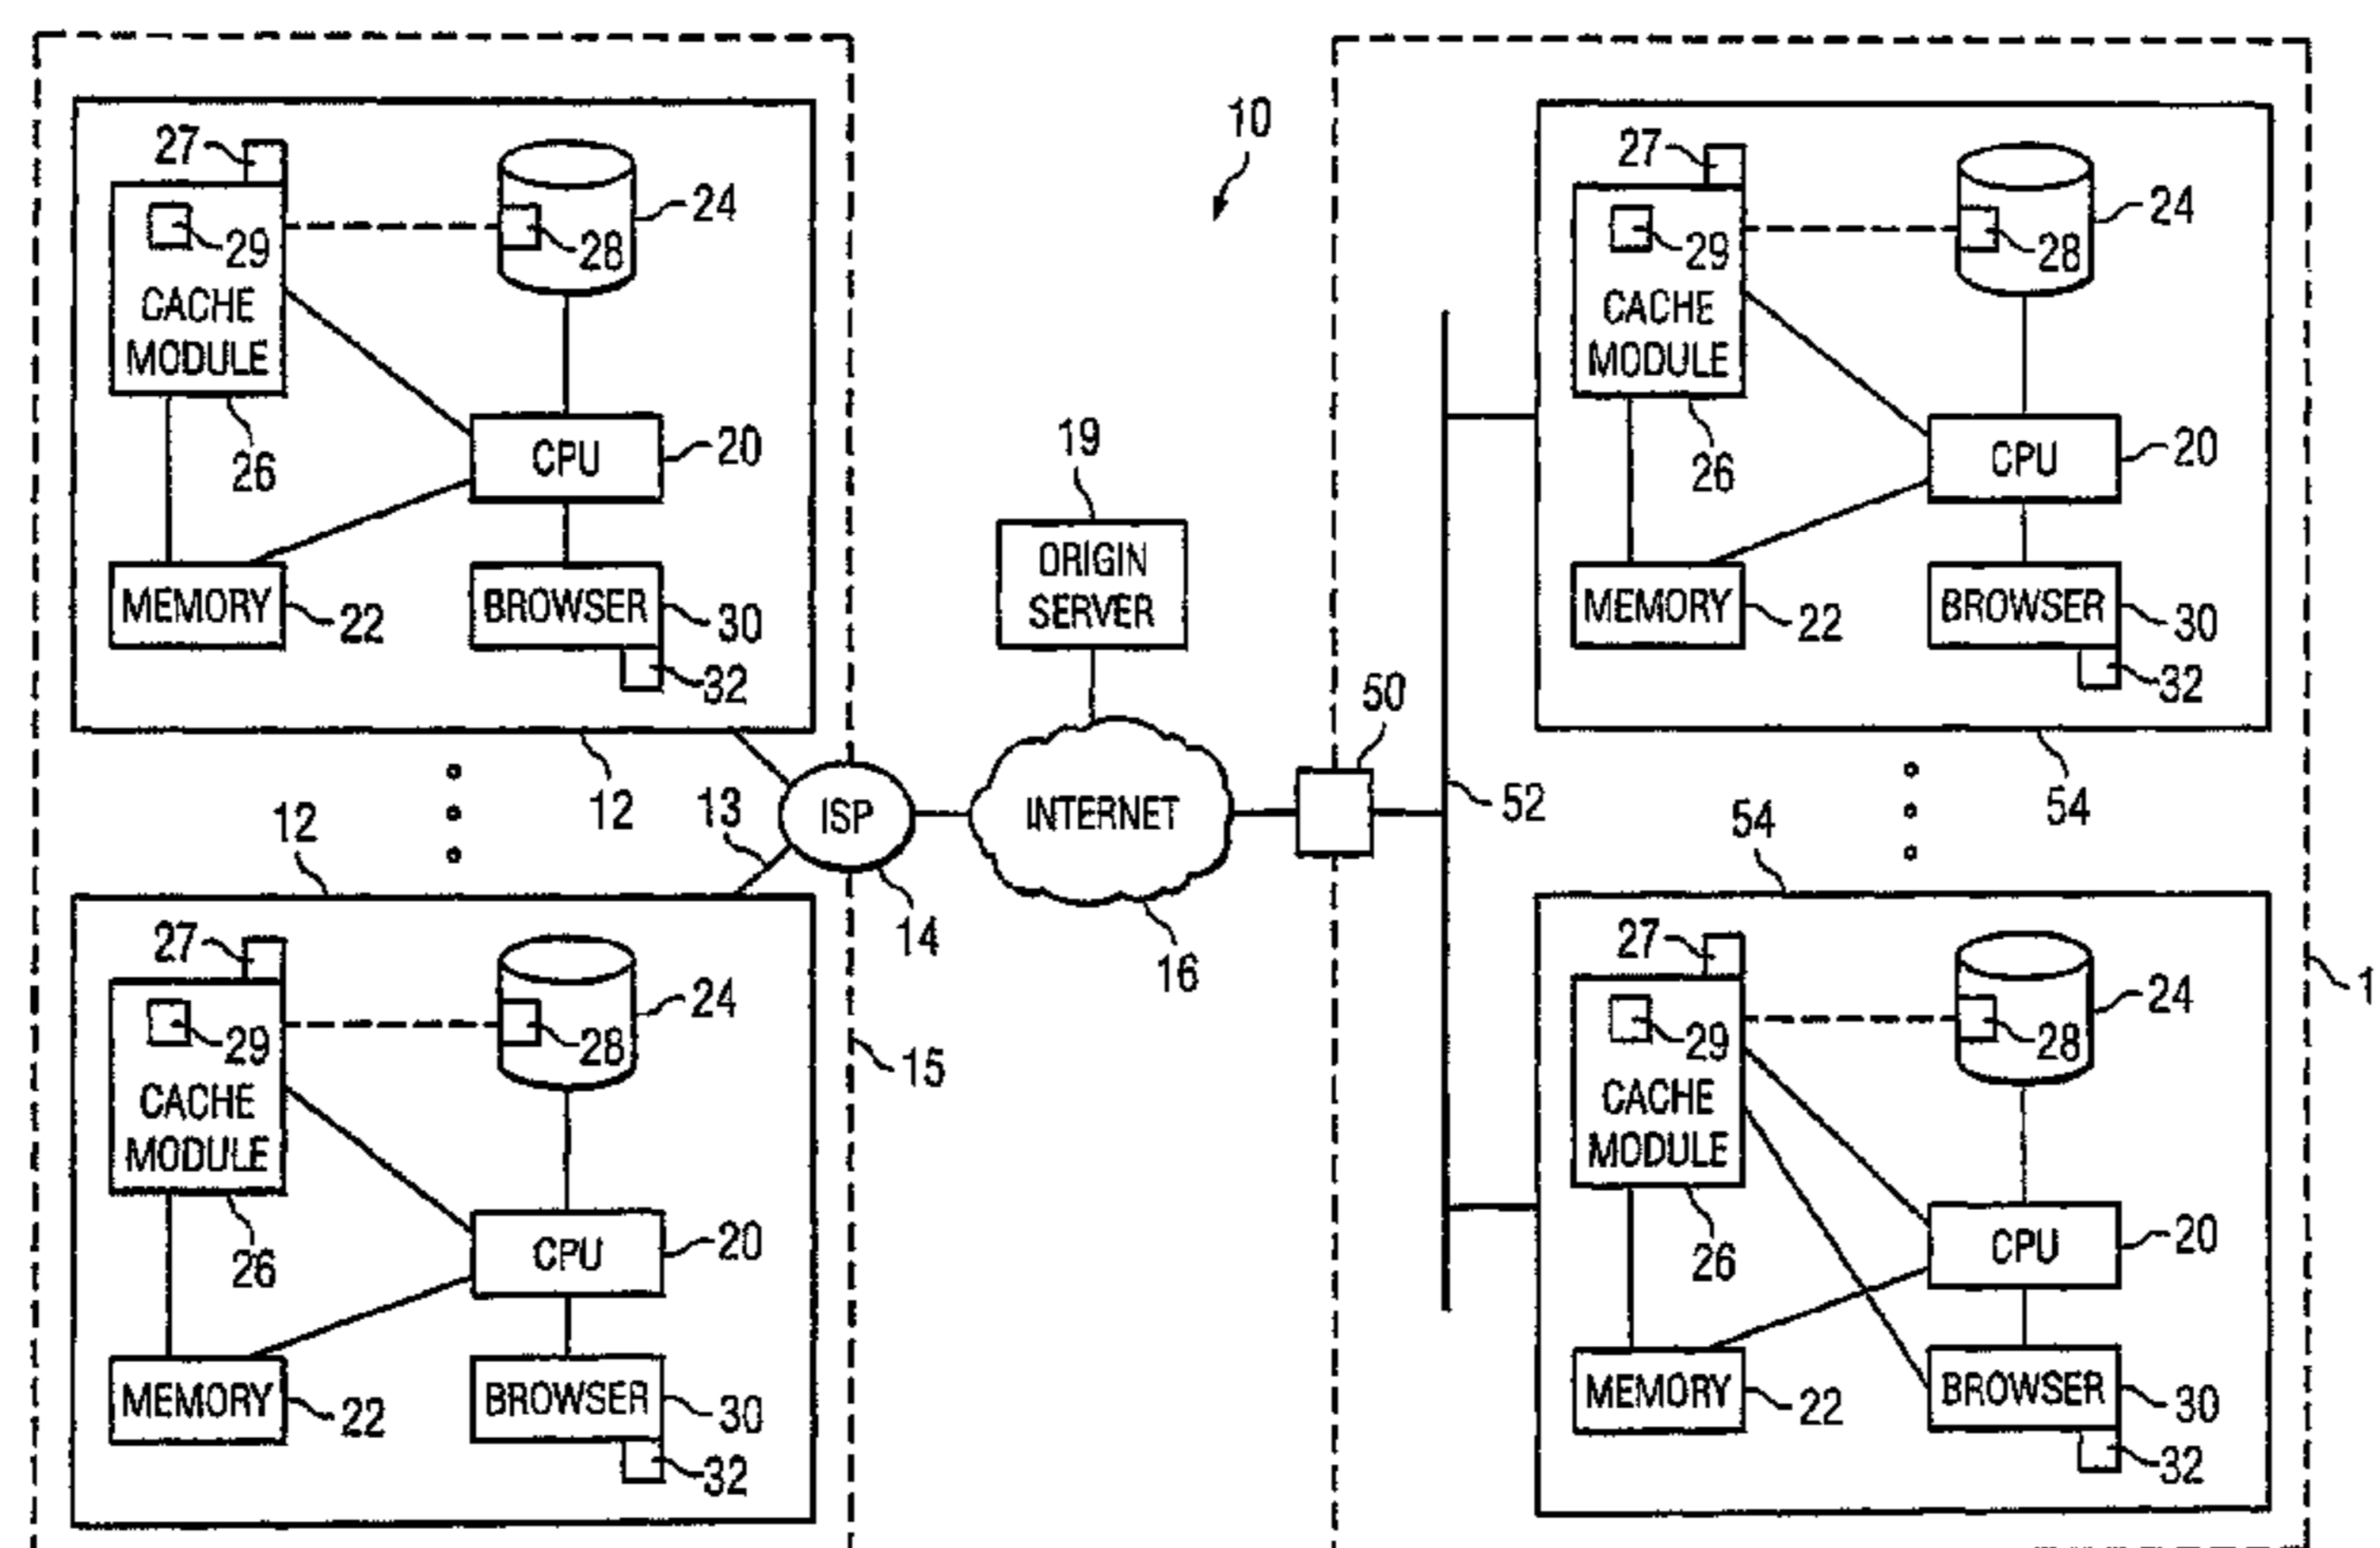 10
27
24
29
28
CACHE
MODULE
26
CPU
20
MEMORY
22
BROWSER
30
32
12
27
24
29
28
CACHE
MODULE
26
CPU
20
MEMORY
22
BROWSER
30
32
54
19
ORIGIN
SERVER
50
12
13
ISP
14
INTERNET
16
52
54
15
27
24
29
28
CACHE
MODULE
26
CPU
20
MEMORY
22
BROWSER
30
32
27
24
29
28
CACHE
MODULE
26
CPU
20
MEMORY
22
BROWSER
30
32
1